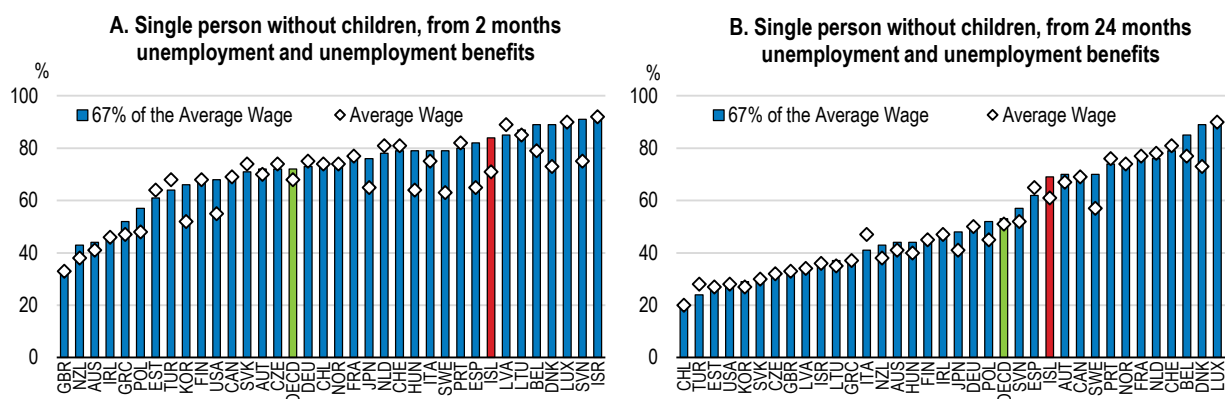 A. Single person without children, from 2 months
unemployment and unemployment benefits
%
100
80
60
40
20
0
67% of the Average Wage
Average Wage
GBR
NZL
AUS
IRL
GRC
POL
EST
TUR
KOR
FIN
USA
CAN
SVK
AUT
CZE
OECD
DEU
CHL
NOR
FRA
JPN
NLD
CHE
HUN
ITA
SWE
PRT
ESP
ISL
LVA
LTU
BEL
DNK
LUX
SVN
ISR
B. Single person without children, from 24 months
unemployment and unemployment benefits
%
100
80
60
40
20
0
67% of the Average Wage
Average Wage
CHL
TUR
EST
USA
KOR
SVK
CZE
GBR
LVA
ISR
LTU
GRC
ITA
NZL
AUS
HUN
FIN
IRL
JPN
DEU
POL
OECD
SVN
ESP
ISL
AUT
CAN
SWE
PRT
NOR
FRA
NLD
CHE
BEL
DNK
LUX